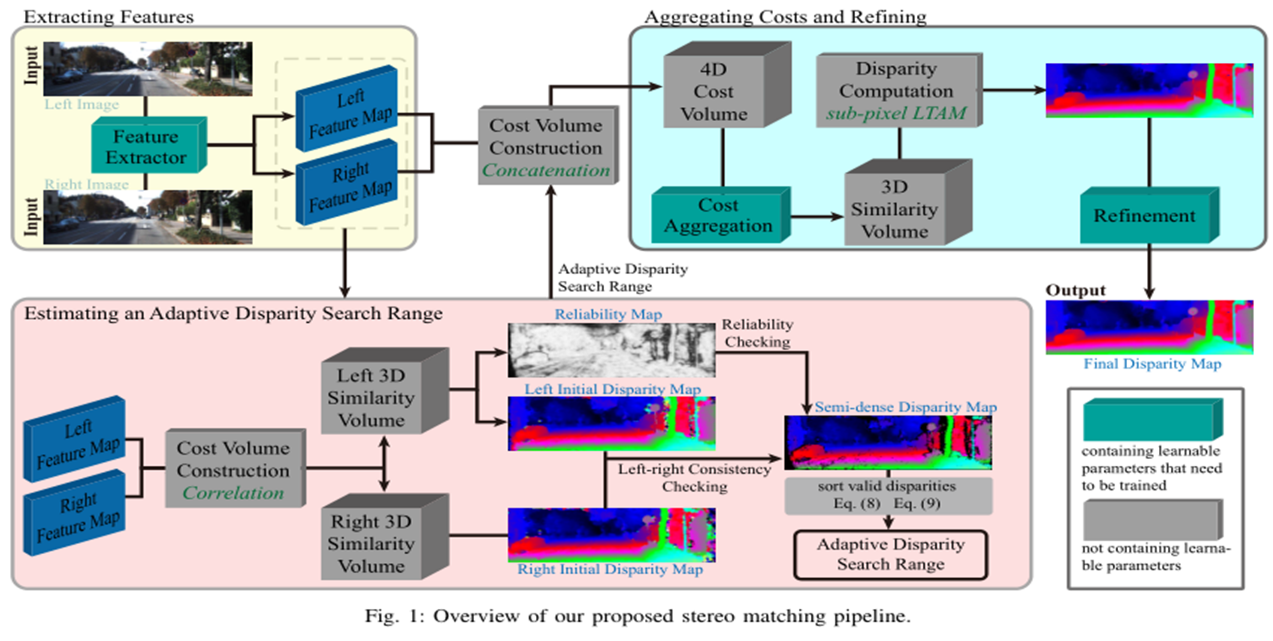 Extracting Features
Input
Left Image
Feature
Extractor
Right Image
Input
Left
Feature Map
Right
Feature Map
Cost Volume
Construction
Concatenation
Aggregating Costs and Refining
4D
Cost
Volume
Disparity
Computation
sub-pixel LTAM
Cost
Aggregation
3D
Similarity
Volume
Refinement
Adaptive Disparity
Search Range
Output
Final Disparity Map
Estimating an Adaptive Disparity Search Range
Left
Feature Map
Right
Feature Map
Cost Volume
Construction
Correlation
Left 3D
Similarity
Volume
Right 3D
Similarity
Volume
Reliability Map
Left Initial Disparity Map
Right Initial Disparity Map
Reliability
Checking
Left-right Consistency
Checking
Semi-dense Disparity Map
sort valid disparities
Eq. (8) Eq. (9)
Adaptive Disparity
Search Range
containing learnable
parameters that need
to be trained
not containing learna-
ble parameters
Fig. 1: Overview of our proposed stereo matching pipeline.